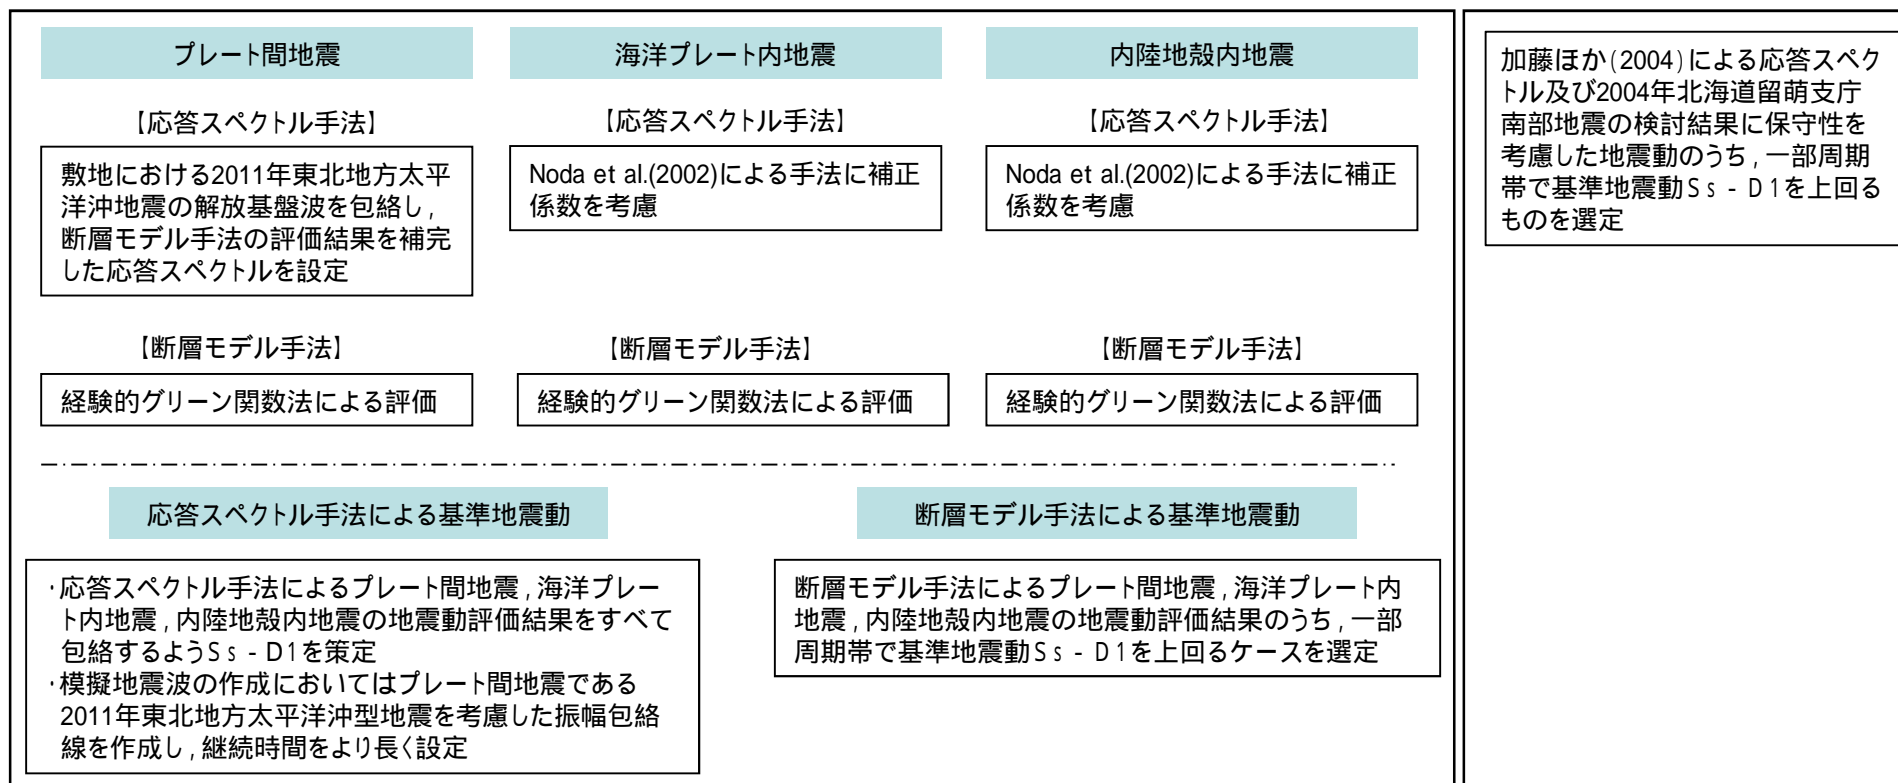 プレート間地震
海洋プレート内地震
内陸地殻内地震
【応答スペクトル手法】
【応答スペクトル手法】
【応答スペクトル手法】
敷地における2011年東北地方太平
洋沖地震の解放基盤波を包絡し,
断層モデル手法の評価結果を補完
した応答スペクトルを設定
Noda et al.(2002)による手法に補正
係数を考慮
Noda et al.(2002)による手法に補正
係数を考慮
【断層モデル手法】
【断層モデル手法】
【断層モデル手法】
経験的グリーン関数法による評価
経験的グリーン関数法による評価
経験的グリーン関数法による評価
応答スペクトル手法による基準地震動
・応答スペクトル手法によるプレート間地震,海洋プレー
ト内地震,内陸地殻内地震の地震動評価結果をすべて
包絡するようSs-D1を策定
・模擬地震波の作成においてはプレート間地震である
2011年東北地方太平洋沖型地震を考慮した振幅包絡
線を作成し,継続時間をより長く設定
断層モデル手法による基準地震動
断層モデル手法によるプレート間地震,海洋プレート内
地震,内陸地殻内地震の地震動評価結果のうち,一部
周期帯で基準地震動Ss-D1を上回るケースを選定
加藤ほか(2004)による応答スペク
トル及び2004年北海道留萌支庁
南部地震の検討結果に保守性を
考慮した地震動のうち,一部周期
帯で基準地震動Ss-D1を上回る
ものを選定